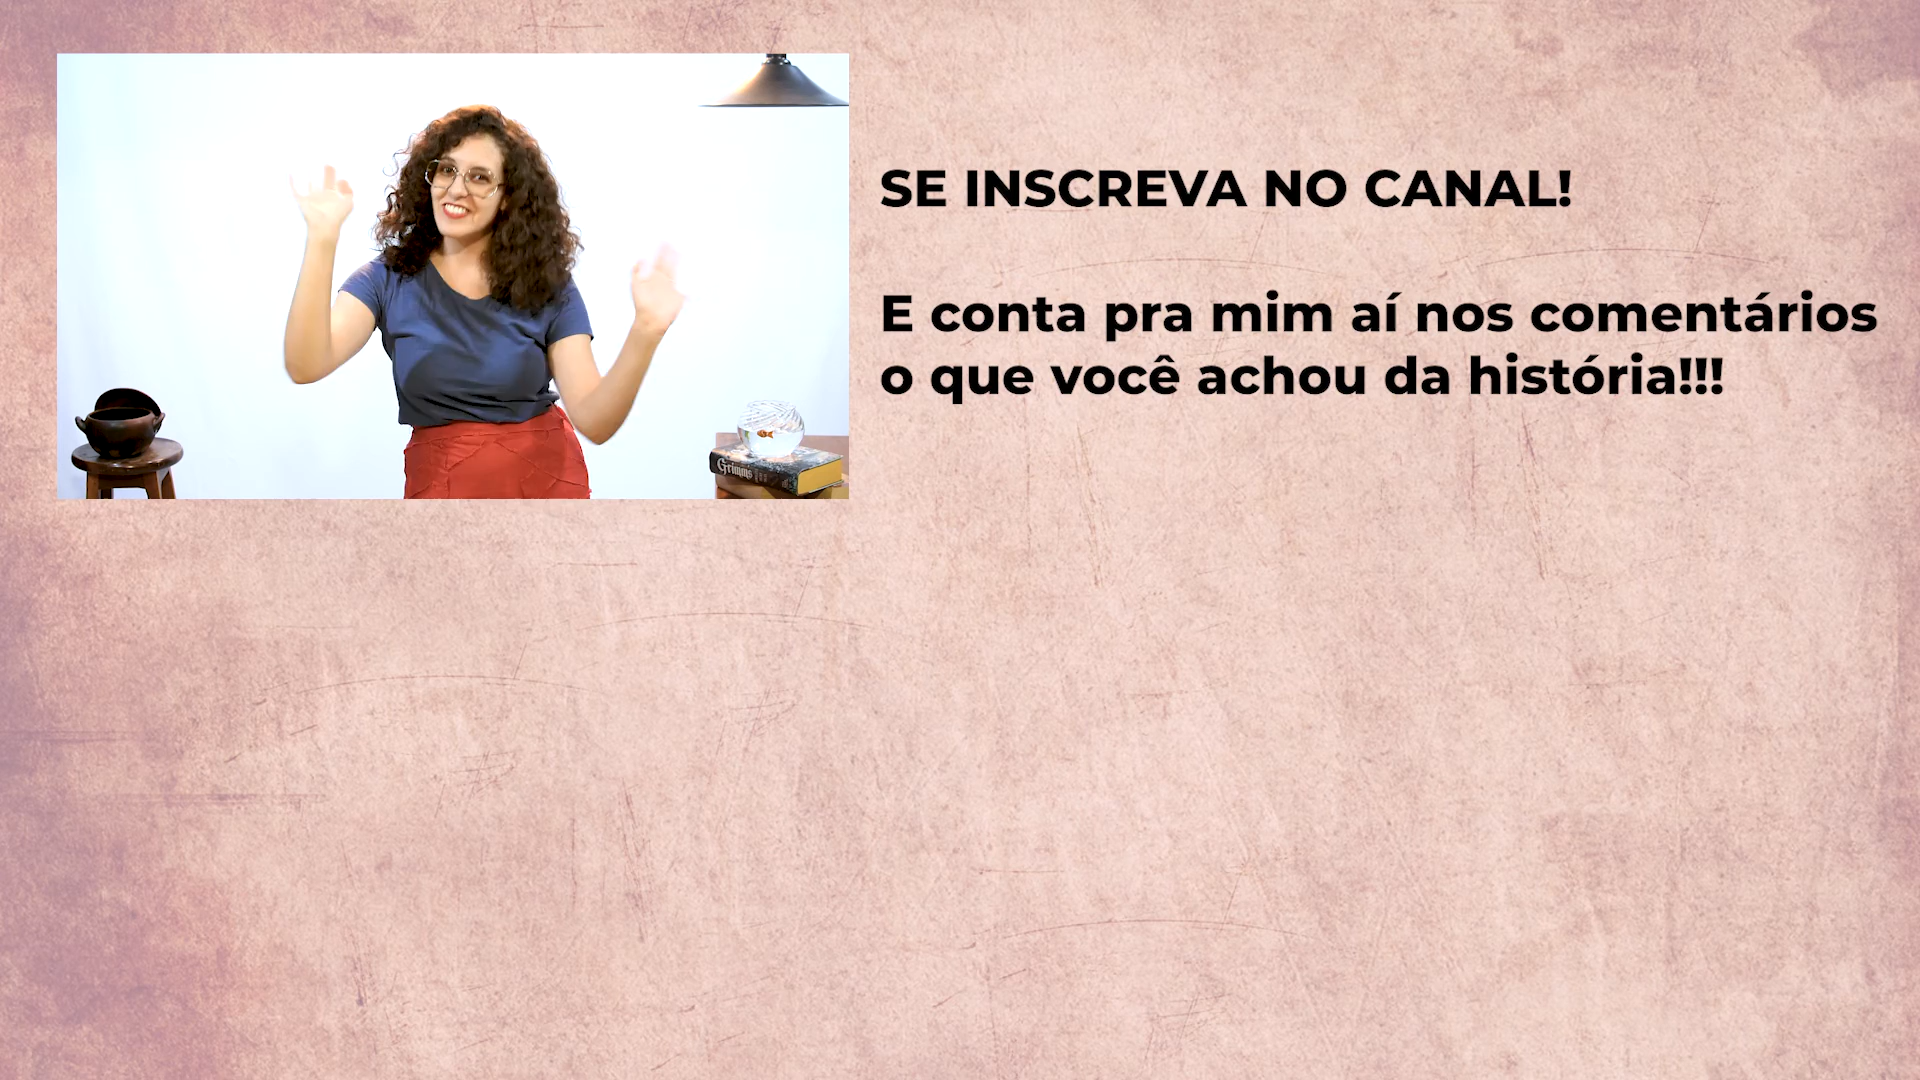 SE INSCREVA NO CANAL!
E conta pra mim aí nos comentários
o que você achou da história!!!
Grimms